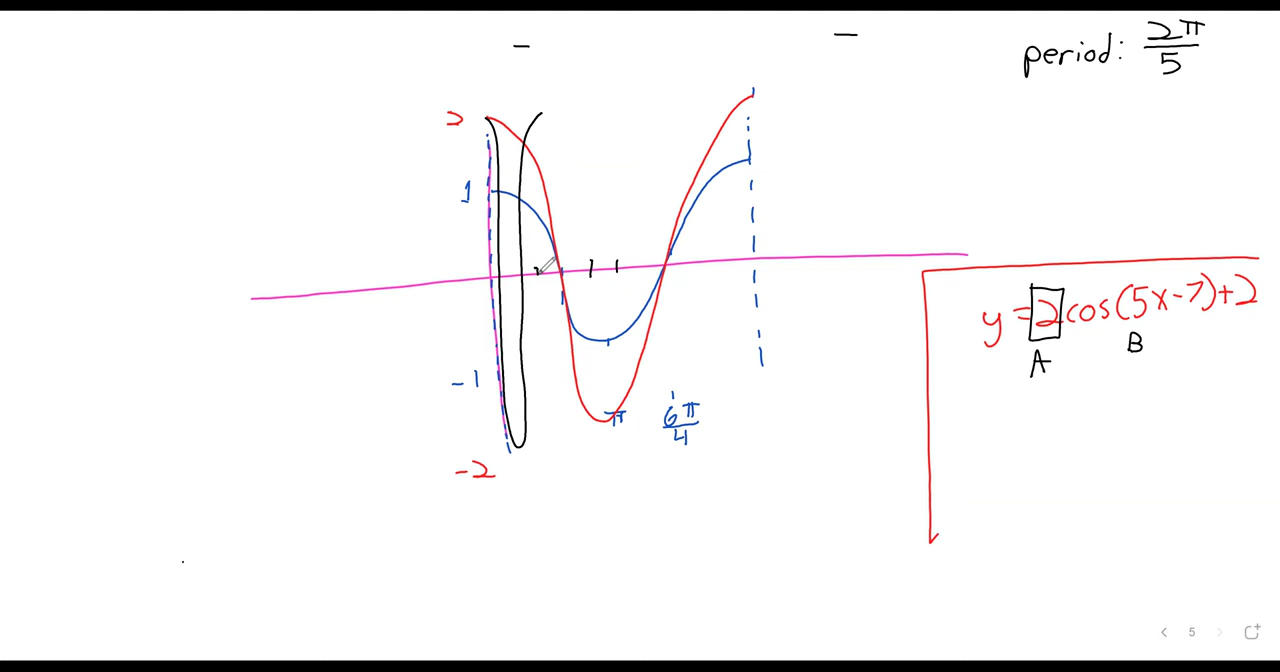 period: 2π/5
2
1
y = 2cos(5x-7)+2
A B
-1
π 6π/4
-2
5